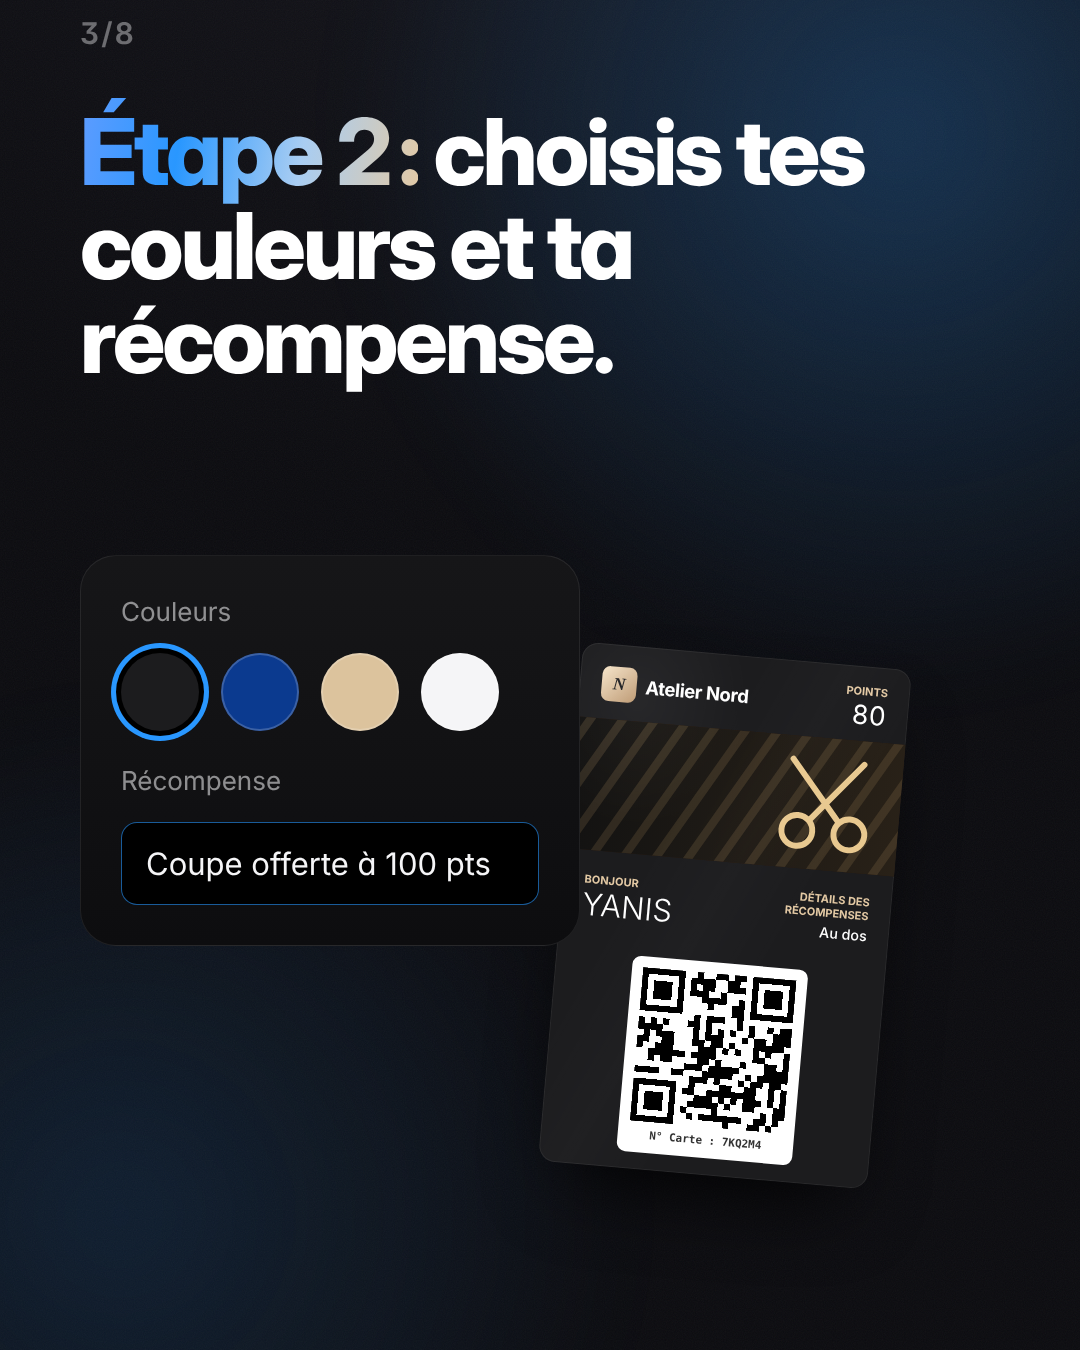 3/8
Étape 2 : choisis tes
couleurs et ta
récompense.
Couleurs
Récompense
Coupe offerte à 100 pts
N
Atelier Nord
POINTS
80
BONJOUR
YANIS
DÉTAILS DES
RÉCOMPENSES
Au dos
N° Carte : 7KQ2M4